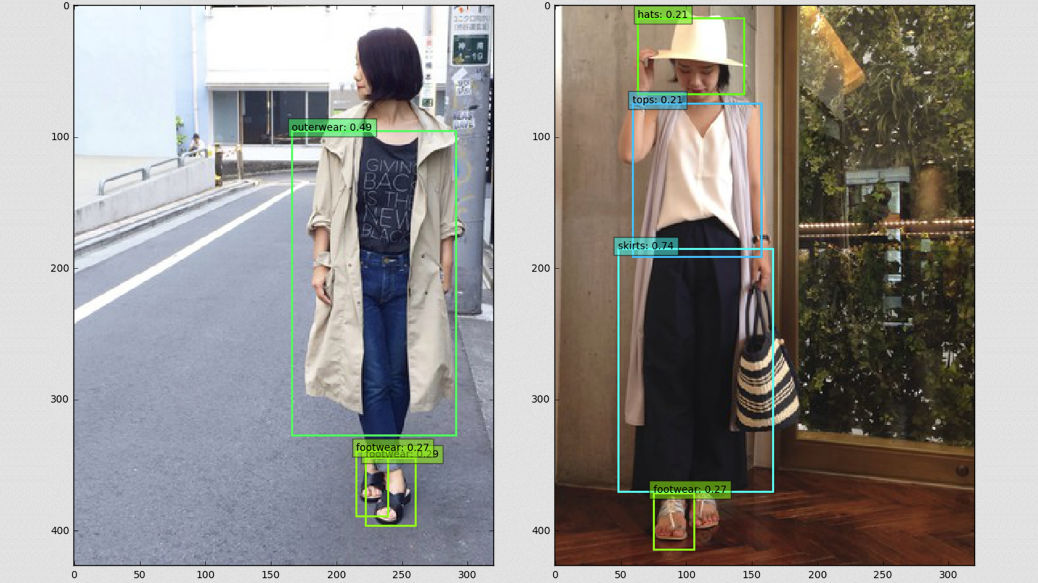 0
100
200
300
400
0
50
100
150
200
250
300
outerwear: 0.49
GIVING
BACK
IS THE
NEW
BLACK
footwear: 0.27
footwear: 0.29
0
100
200
300
400
0
50
100
150
200
250
300
hats: 0.21
tops: 0.21
skirts: 0.74
footwear: 0.27